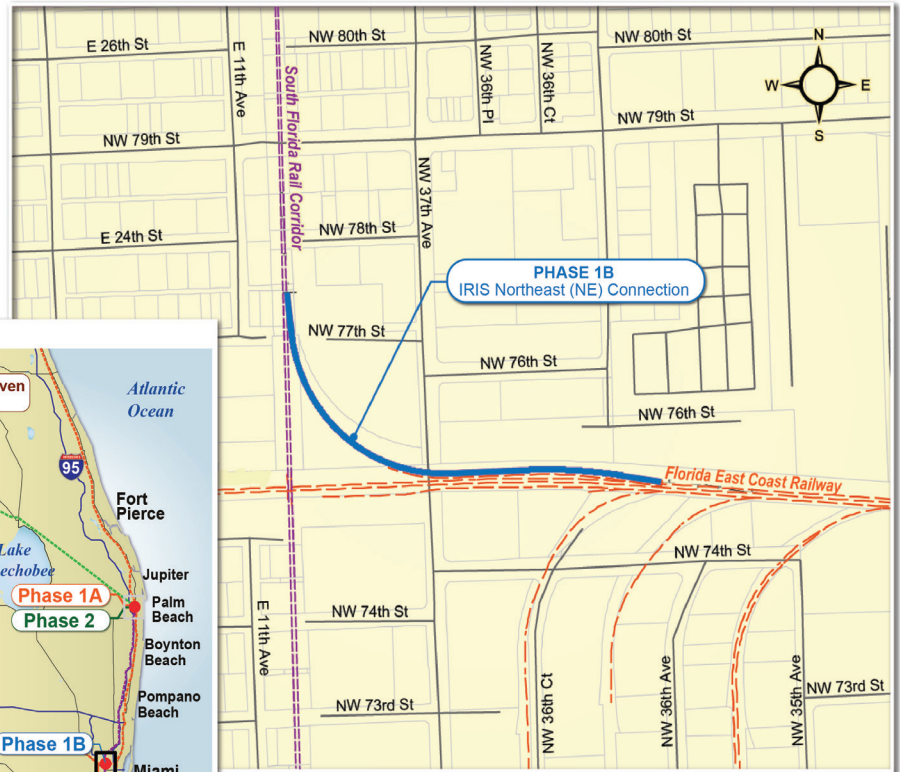 E 26th St
NW 80th St
NW 80th St
N
W
E
S
E 11th Ave
South Florida Rail Corridor
NW 36th Pl
NW 36th Ct
NW 79th St
NW 79th St
NW 37th Ave
E 24th St
NW 78th St
PHASE 1B
IRIS Northeast (NE) Connection
NW 77th St
NW 76th St
NW 76th St
Florida East Coast Railway
NW 74th St
NW 74th St
E 11th Ave
NW 73rd St
NW 36th Ct
NW 36th Ave
NW 35th Ave
NW 73rd St
ven
Atlantic
Ocean
95
Fort
Pierce
Lake
echobee
Jupiter
Phase 1A
Phase 2
Palm
Beach
Boynton
Beach
Pompano
Beach
Phase 1B
Miami